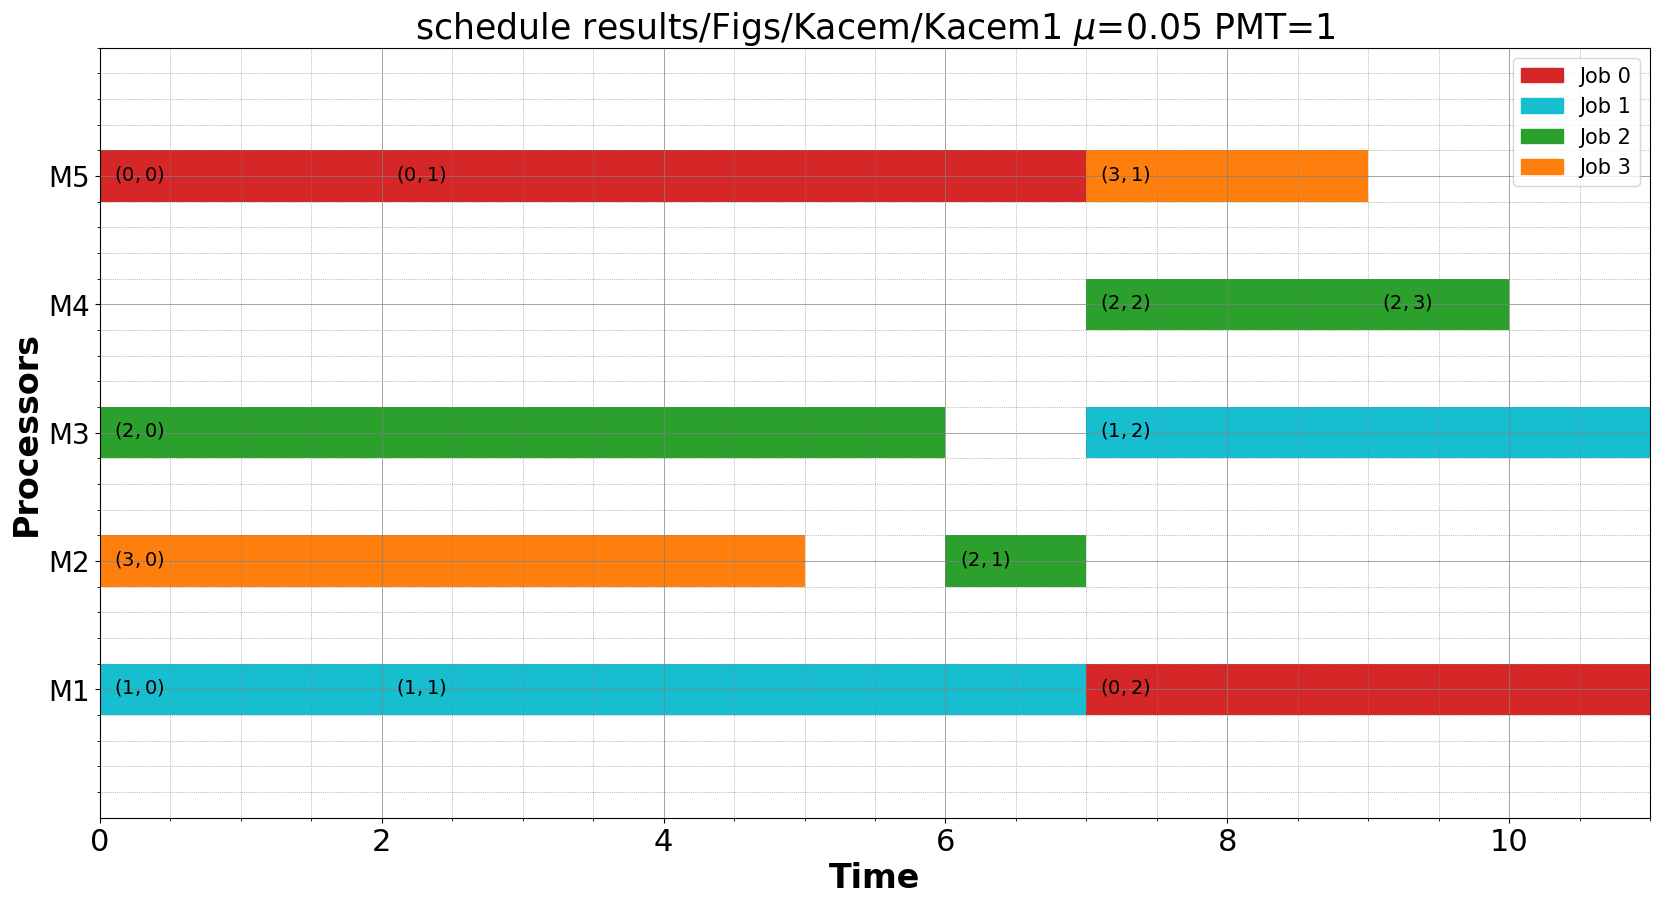 schedule results/Figs/Kacem/Kacem1 μ=0.05 PMT=1
Job 0
Job 1
Job 2
Job 3
M5
(0, 0)
(0, 1)
(3, 1)
M4
(2, 2)
(2, 3)
M3
(2, 0)
(1, 2)
M2
(3, 0)
(2, 1)
M1
(1, 0)
(1, 1)
(0, 2)
Processors
0 2 4 6 8 10
Time